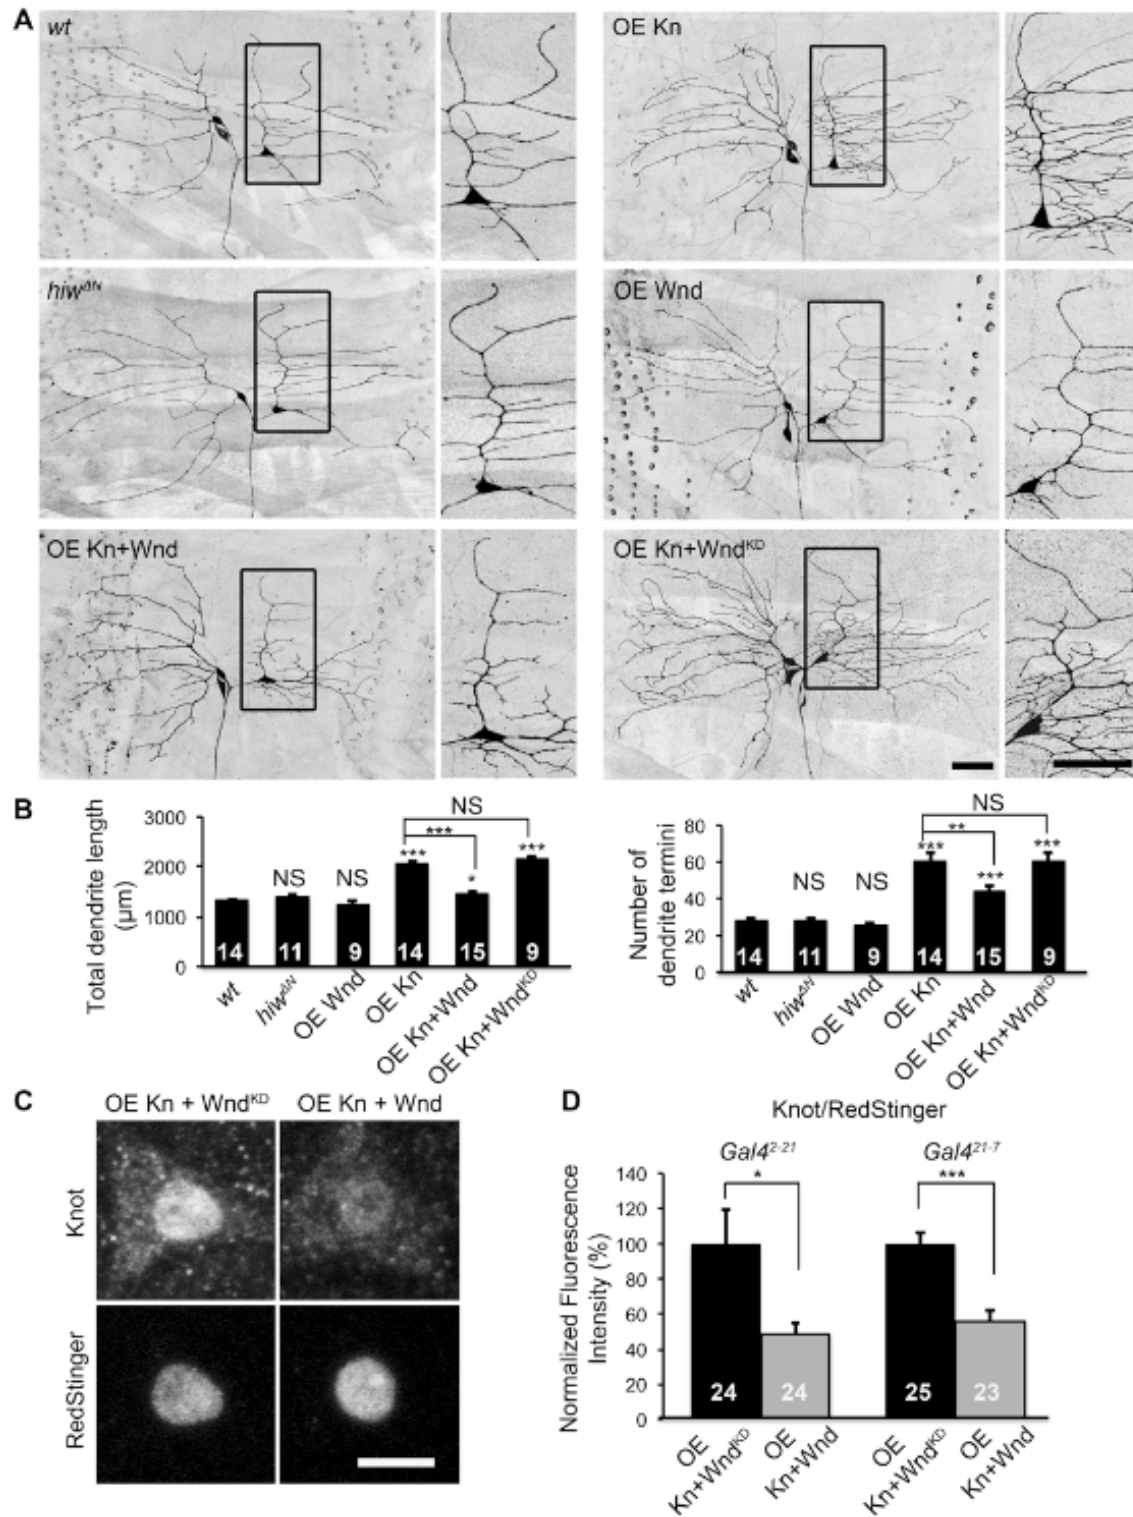 A
wt
OE Kn
hiw^ΔN
OE Wnd
OE Kn+Wnd
OE Kn+Wnd^KD
B
Total dendrite length
(µm)
3000
2000
1000
0
NS
NS
***
***
*
NS
***
14
11
9
14
15
9
wt
hiw^ΔN
OE Wnd
OE Kn
OE Kn+Wnd
OE Kn+Wnd^KD
Number of
dendrite termini
80
60
40
20
0
NS
NS
***
**
***
NS
***
14
11
9
14
15
9
wt
hiw^ΔN
OE Wnd
OE Kn
OE Kn+Wnd
OE Kn+Wnd^KD
C
OE Kn + Wnd^KD
OE Kn + Wnd
Knot
RedStinger
D
Knot/RedStinger
Gal4^2-21
Gal4^21-7
Normalized Fluorescence
Intensity (%)
140
120
100
80
60
40
20
0
*
***
24
24
25
23
OE
Kn+Wnd^KD
OE
Kn+Wnd
OE
Kn+Wnd^KD
OE
Kn+Wnd